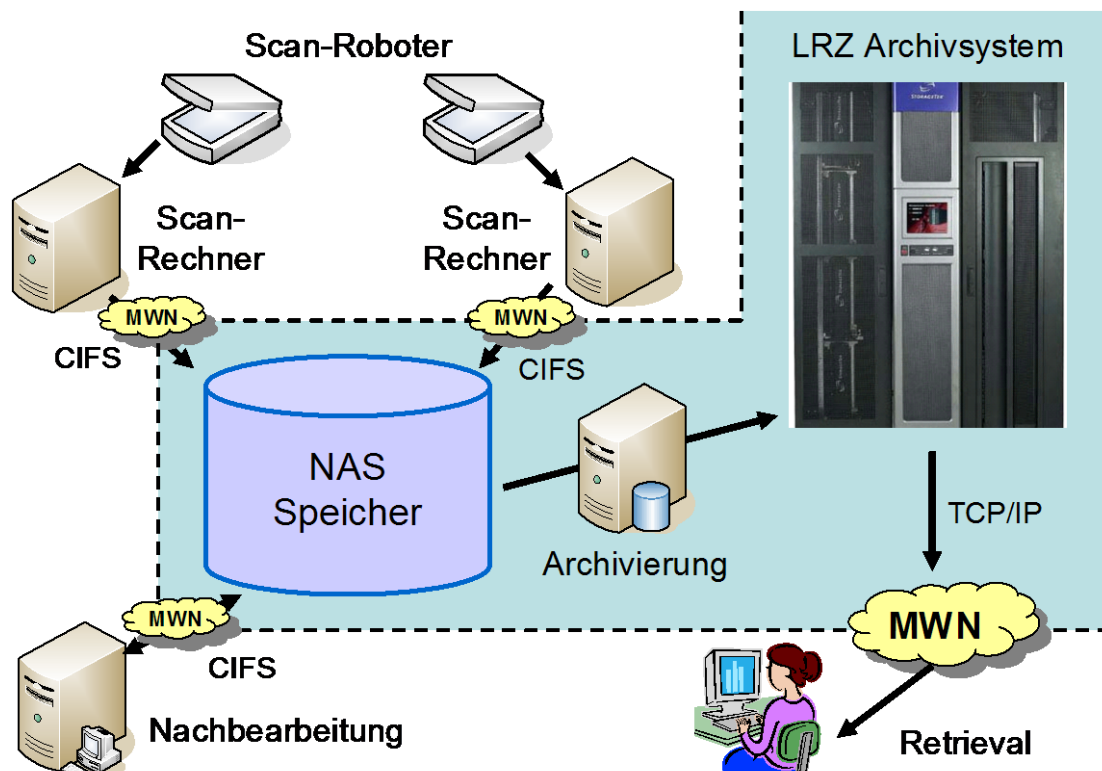 Scan-Roboter
LRZ Archivsystem
STORAGETEK
Scan-
Rechner
Scan-
Rechner
MWN
MWN
CIFS
CIFS
NAS
Speicher
TCP/IP
Archivierung
MWN
MWN
CIFS
Nachbearbeitung
Retrieval